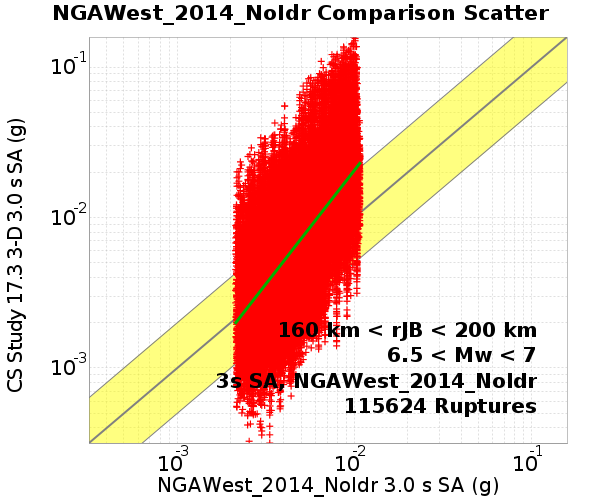 NGAWest_2014_NoIdr Comparison Scatter
CS Study 17.3 3-D 3.0 s SA (g)
10^-1
10^-2
10^-3
160 km < rJB < 200 km
6.5 < Mw < 7
3s SA, NGAWest_2014_NoIdr
115624 Ruptures
10^-3 10^-2 10^-1
NGAWest_2014_NoIdr 3.0 s SA (g)